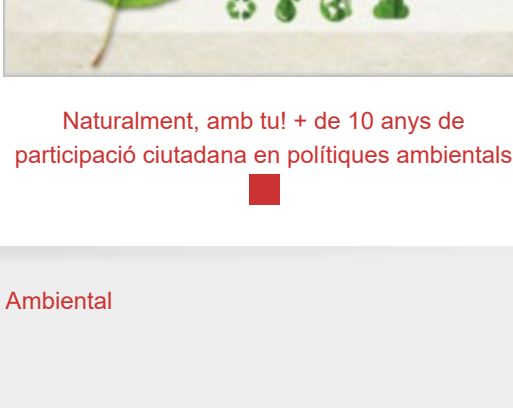 Naturalment, amb tu! + de 10 anys de
participació ciutadana en polítiques ambientals
Ambiental